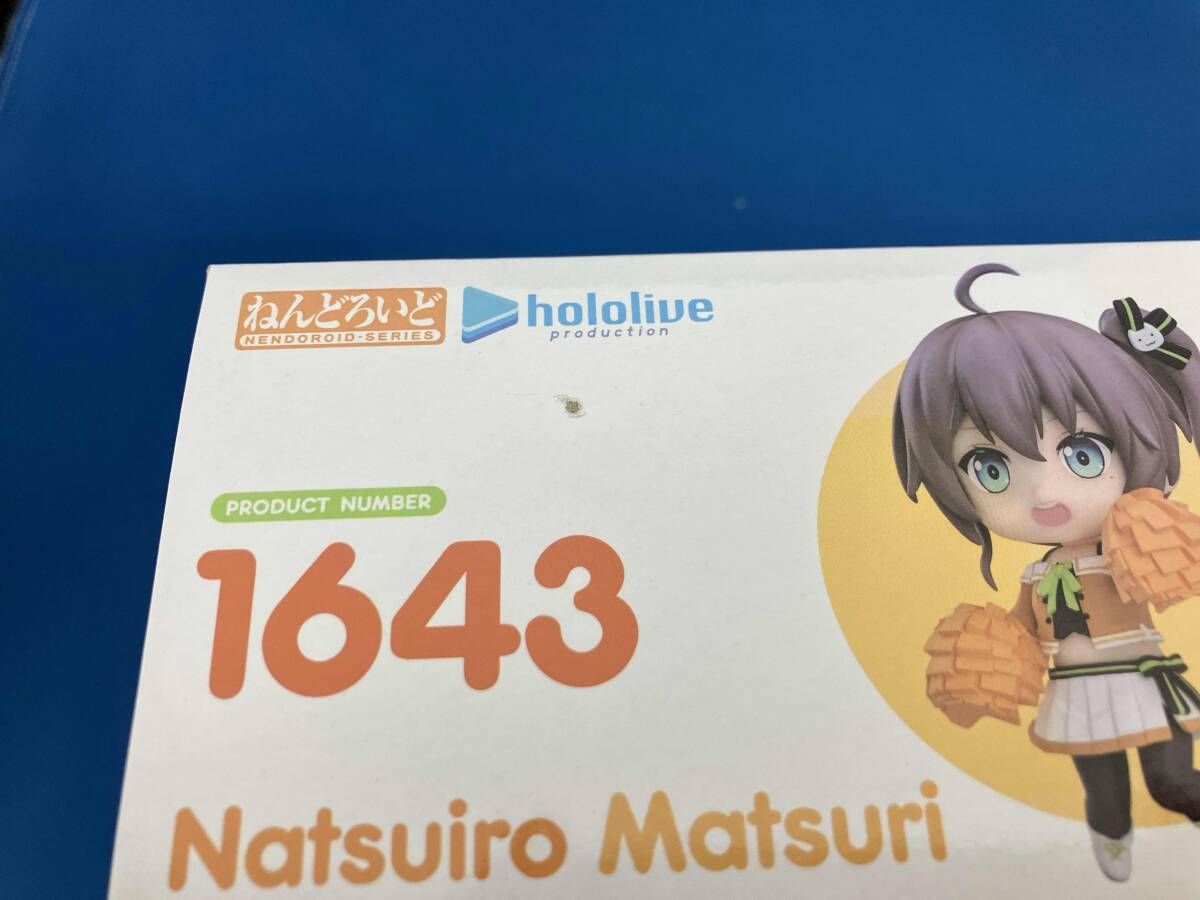 ねんどろいど
NENDOROID-SERIES
hololive
production
PRODUCT NUMBER
1643
Natsuiro Matsuri